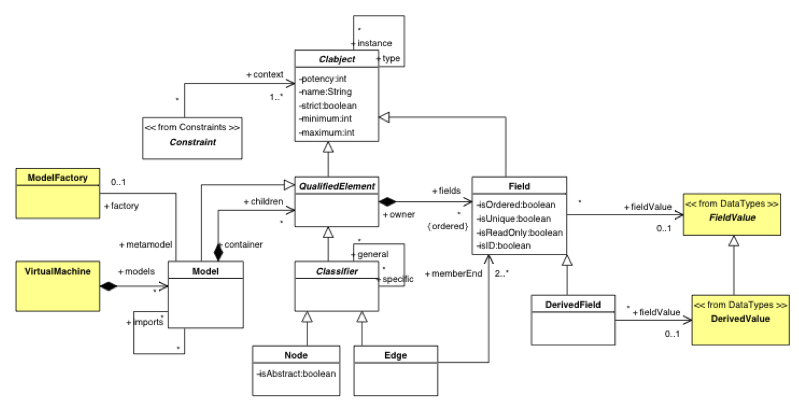 *
+ instance
Clabject
+ type
-potency:int
-name:String
-strict:boolean
-minimum:int
-maximum:int
+ context
*
1..*
<< from Constraints >>
Constraint
ModelFactory
0..1
+ factory
QualifiedElement
+ children
*
+ fields
+ owner
*
{ordered}
Field
-isOrdered:boolean
-isUnique:boolean
-isReadOnly:boolean
-isID:boolean
*
+ fieldValue
0..1
<< from DataTypes >>
FieldValue
+ metamodel
+ container
VirtualMachine
+ models
*
Model
+ imports
*
Classifier
*
+ general
+ specific
*
+ memberEnd
2..*
DerivedField
*
+ fieldValue
0..1
<< from DataTypes >>
DerivedValue
Node
-isAbstract:boolean
Edge